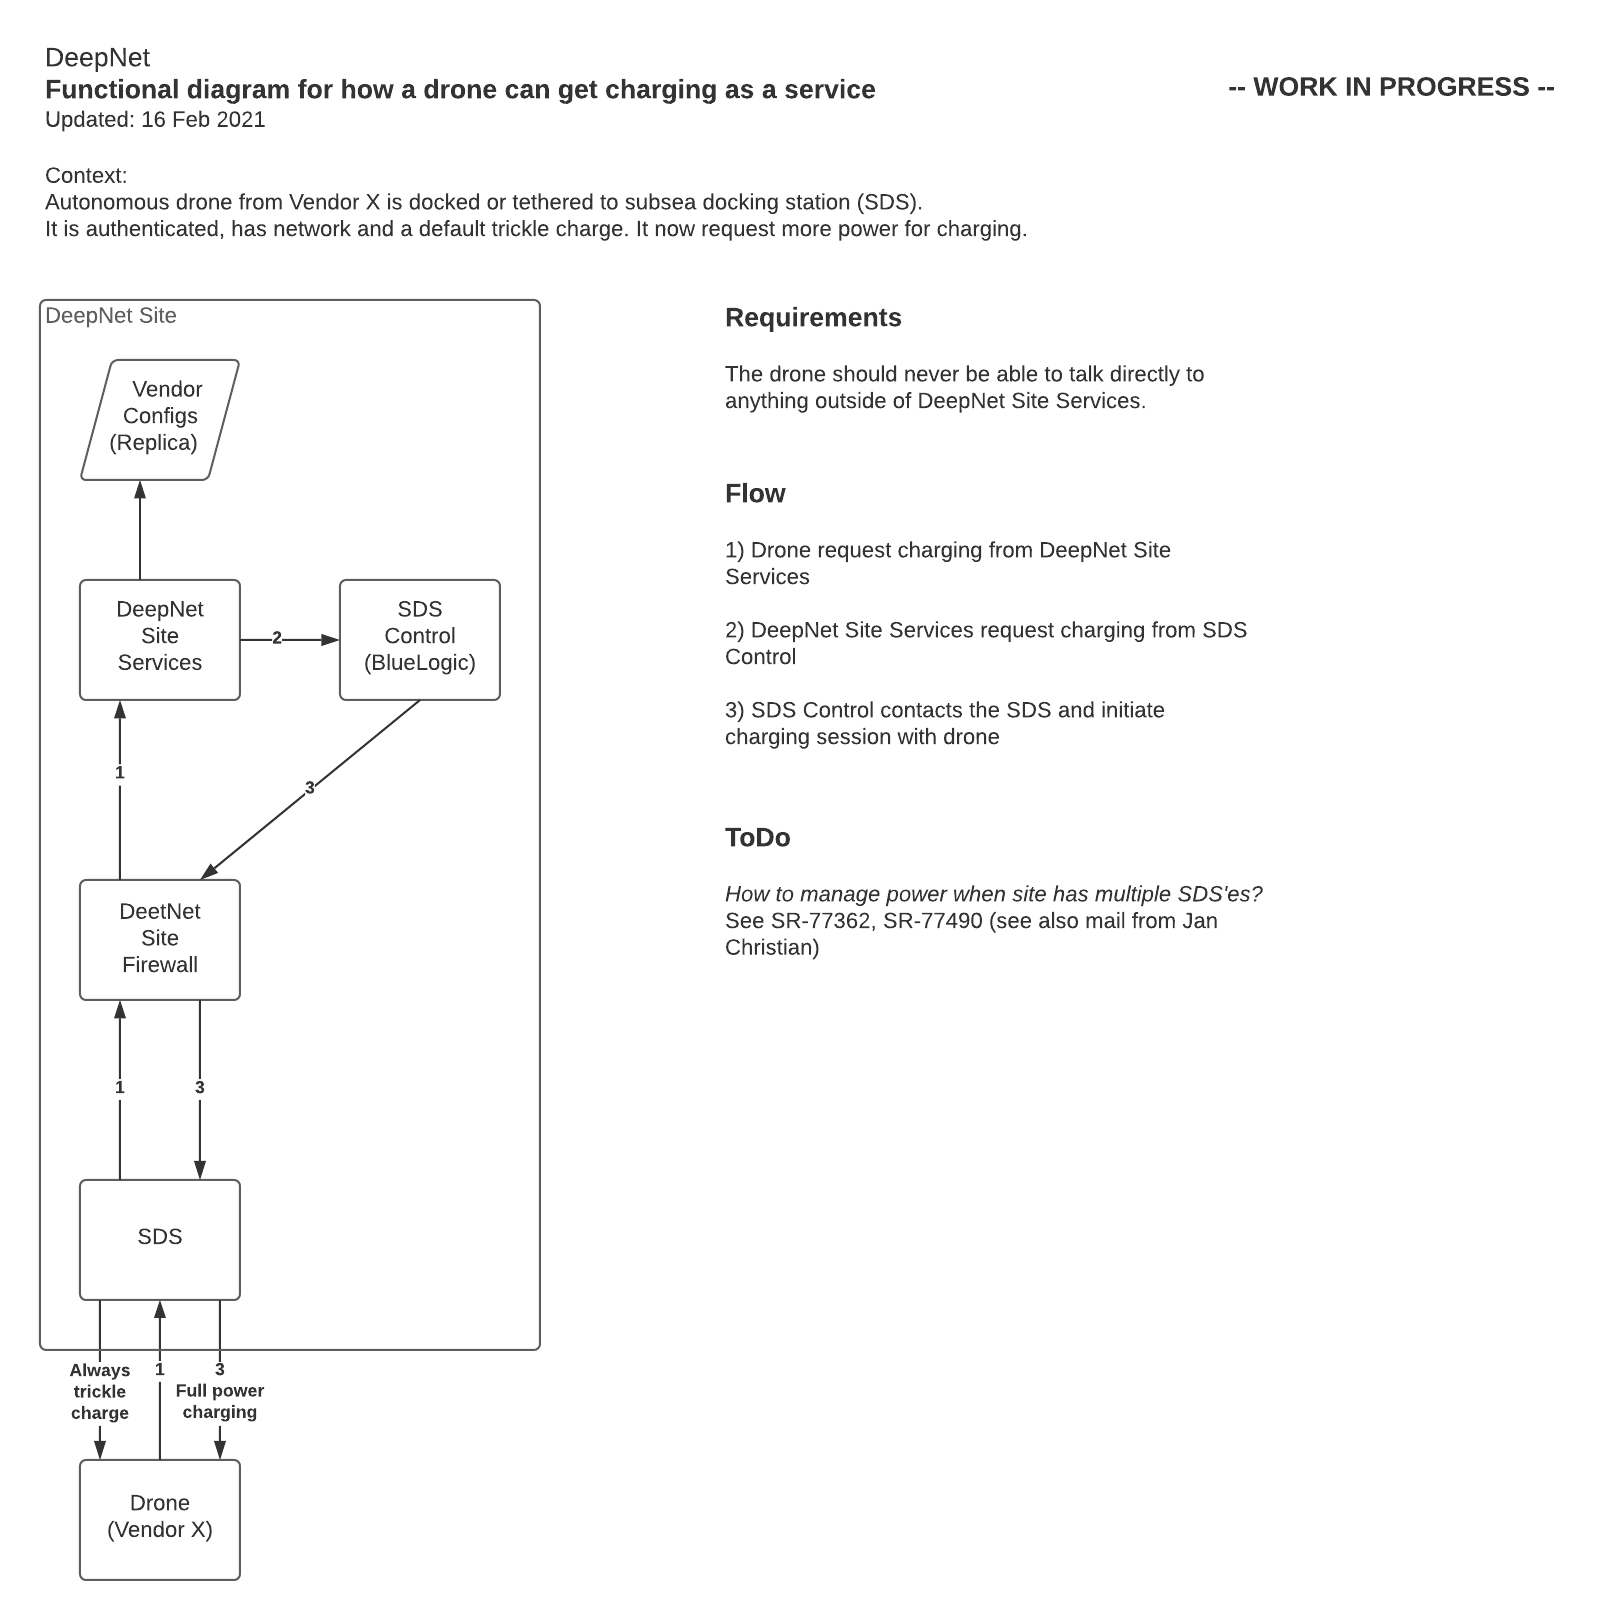 DeepNet
Functional diagram for how a drone can get charging as a service
-- WORK IN PROGRESS --
Updated: 16 Feb 2021
Context:
Autonomous drone from Vendor X is docked or tethered to subsea docking station (SDS).
It is authenticated, has network and a default trickle charge. It now request more power for charging.
DeepNet Site
Vendor
Configs
(Replica)
DeepNet
Site
Services
2
SDS
Control
(BlueLogic)
1
3
DeetNet
Site
Firewall
1
3
SDS
Always
trickle
charge
1
3
Full power
charging
Drone
(Vendor X)
Requirements
The drone should never be able to talk directly to
anything outside of DeepNet Site Services.
Flow
1) Drone request charging from DeepNet Site
Services
2) DeepNet Site Services request charging from SDS
Control
3) SDS Control contacts the SDS and initiate
charging session with drone
ToDo
How to manage power when site has multiple SDS'es?
See SR-77362, SR-77490 (see also mail from Jan
Christian)